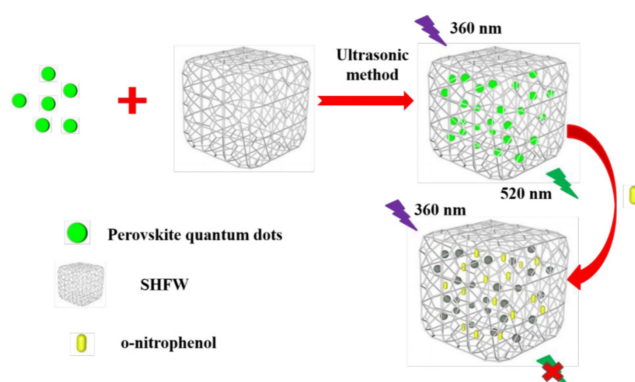 360 nm
Ultrasonic
method
520 nm
360 nm
Perovskite quantum dots
SHFW
o-nitrophenol